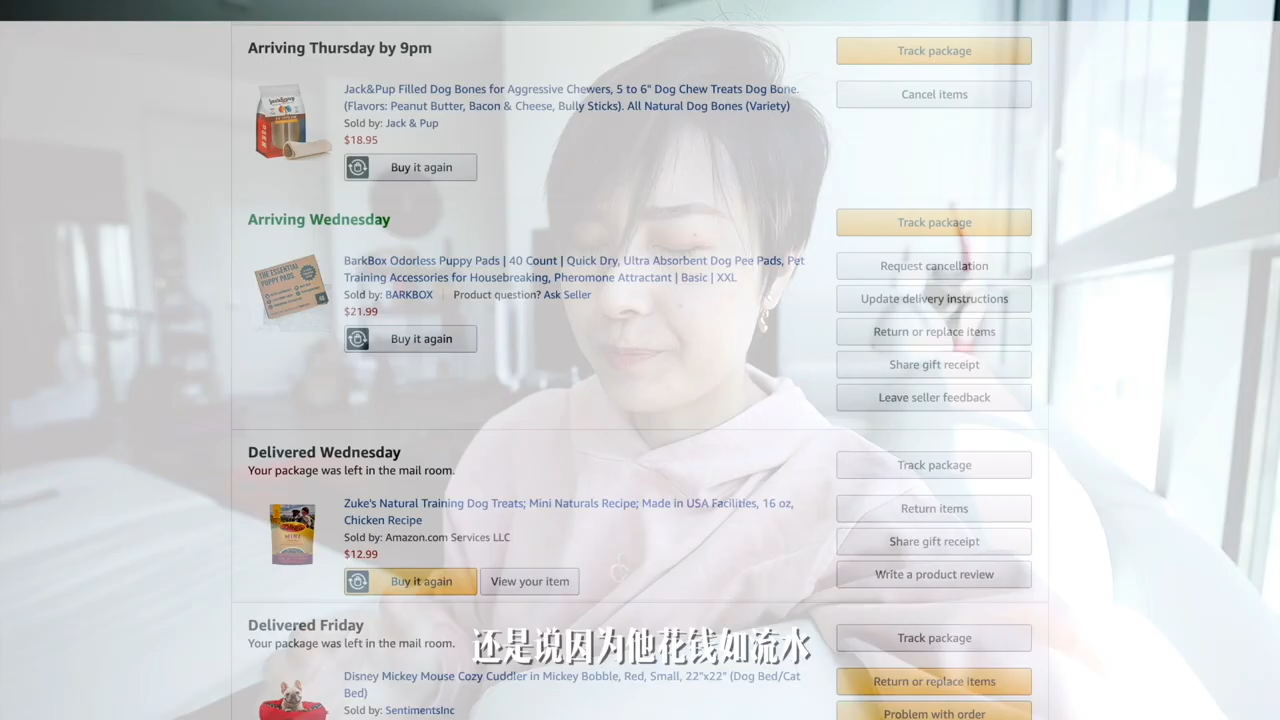 Arriving Thursday by 9pm
Track package
Jack&Pup Filled Dog Bones for Aggressive Chewers, 5 to 6" Dog Chew Treats Dog Bone.
(Flavors: Peanut Butter, Bacon & Cheese, Bully Sticks). All Natural Dog Bones (Variety)
Cancel items
Sold by: Jack & Pup
$18.95
Buy it again
Arriving Wednesday
Track package
BarkBox Odorless Puppy Pads | 40 Count | Quick Dry, Ultra Absorbent Dog Pee Pads, Pet
Training Accessories for Housebreaking, Pheromone Attractant | Basic | XXL
Request cancellation
Sold by: BARKBOX | Product question? Ask Seller
Update delivery instructions
$21.99
Return or replace items
Buy it again
Share gift receipt
Leave seller feedback
THE ESSENTIAL
PUPPY PADS
Delivered Wednesday
Your package was left in the mail room.
Track package
Zuke's Natural Training Dog Treats; Mini Naturals Recipe; Made in USA Facilities, 16 oz,
Chicken Recipe
Return items
Sold by: Amazon.com Services LLC
Share gift receipt
$12.99
Buy it again
View your item
Write a product review
MINI
Delivered Friday
Your package was left in the mail room.
Track package
还是说因为他花钱如流水
Disney Mickey Mouse Cozy Cuddler in Mickey Bobble, Red, Small, 22"x22" (Dog Bed/Cat
Bed)
Return or replace items
Sold by: SentimentsInc
Problem with order